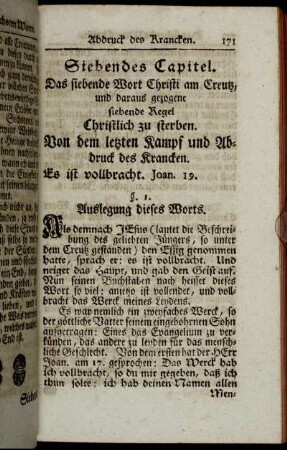 Abdruck des Krancken. 171
Siebendes Capitel.
Das siebende Wort Christi am Creutz,
und daraus gezogene
siebende Regel
Christlich zu sterben.
Von dem letzten Kampf und Ab-
druck des Krancken.
Es ist vollbracht. Joan. 19.
§. 1.
Auslegung dieses Worts.
Als demnach JEsus (lautet die Beschrei-
bung des geliebten Jüngers, so unter
dem Creutz gestanden) den Essig genommen
hatte, sprach er: es ist vollbracht. Und
neiget das Haupt, und gab den Geist auf.
Nun seinen Buchstaben nach heisset dieses
Wort so viel: anjetzo ist vollendet, und voll-
bracht das Werck meines Leydens.
Es war nemlich ein zweyfaches Werck, so
der göttliche Vatter seinem eingebohrnen Sohn
aufgetragen: Eines das Evangelium zu ver-
künden, das andere zu leyden für das mensch-
liche Geschlecht. Von dem ersten hat der HErr
Joan. am 17. gesprochen: Das Werck hab
ich vollbracht, so du mir gegeben, daß ich
thun solte: ich hab deinen Namen allen
Men-